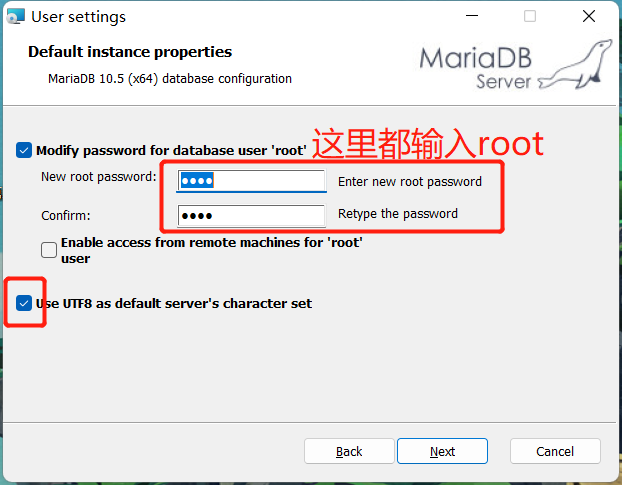 User settings
Default instance properties
MariaDB 10.5 (x64) database configuration
MariaDB
Server
Modify password for database user 'root'
这里都输入root
New root password:
●●●●
Enter new root password
Confirm:
●●●●
Retype the password
Enable access from remote machines for 'root'
user
Use UTF8 as default server's character set
Back
Next
Cancel